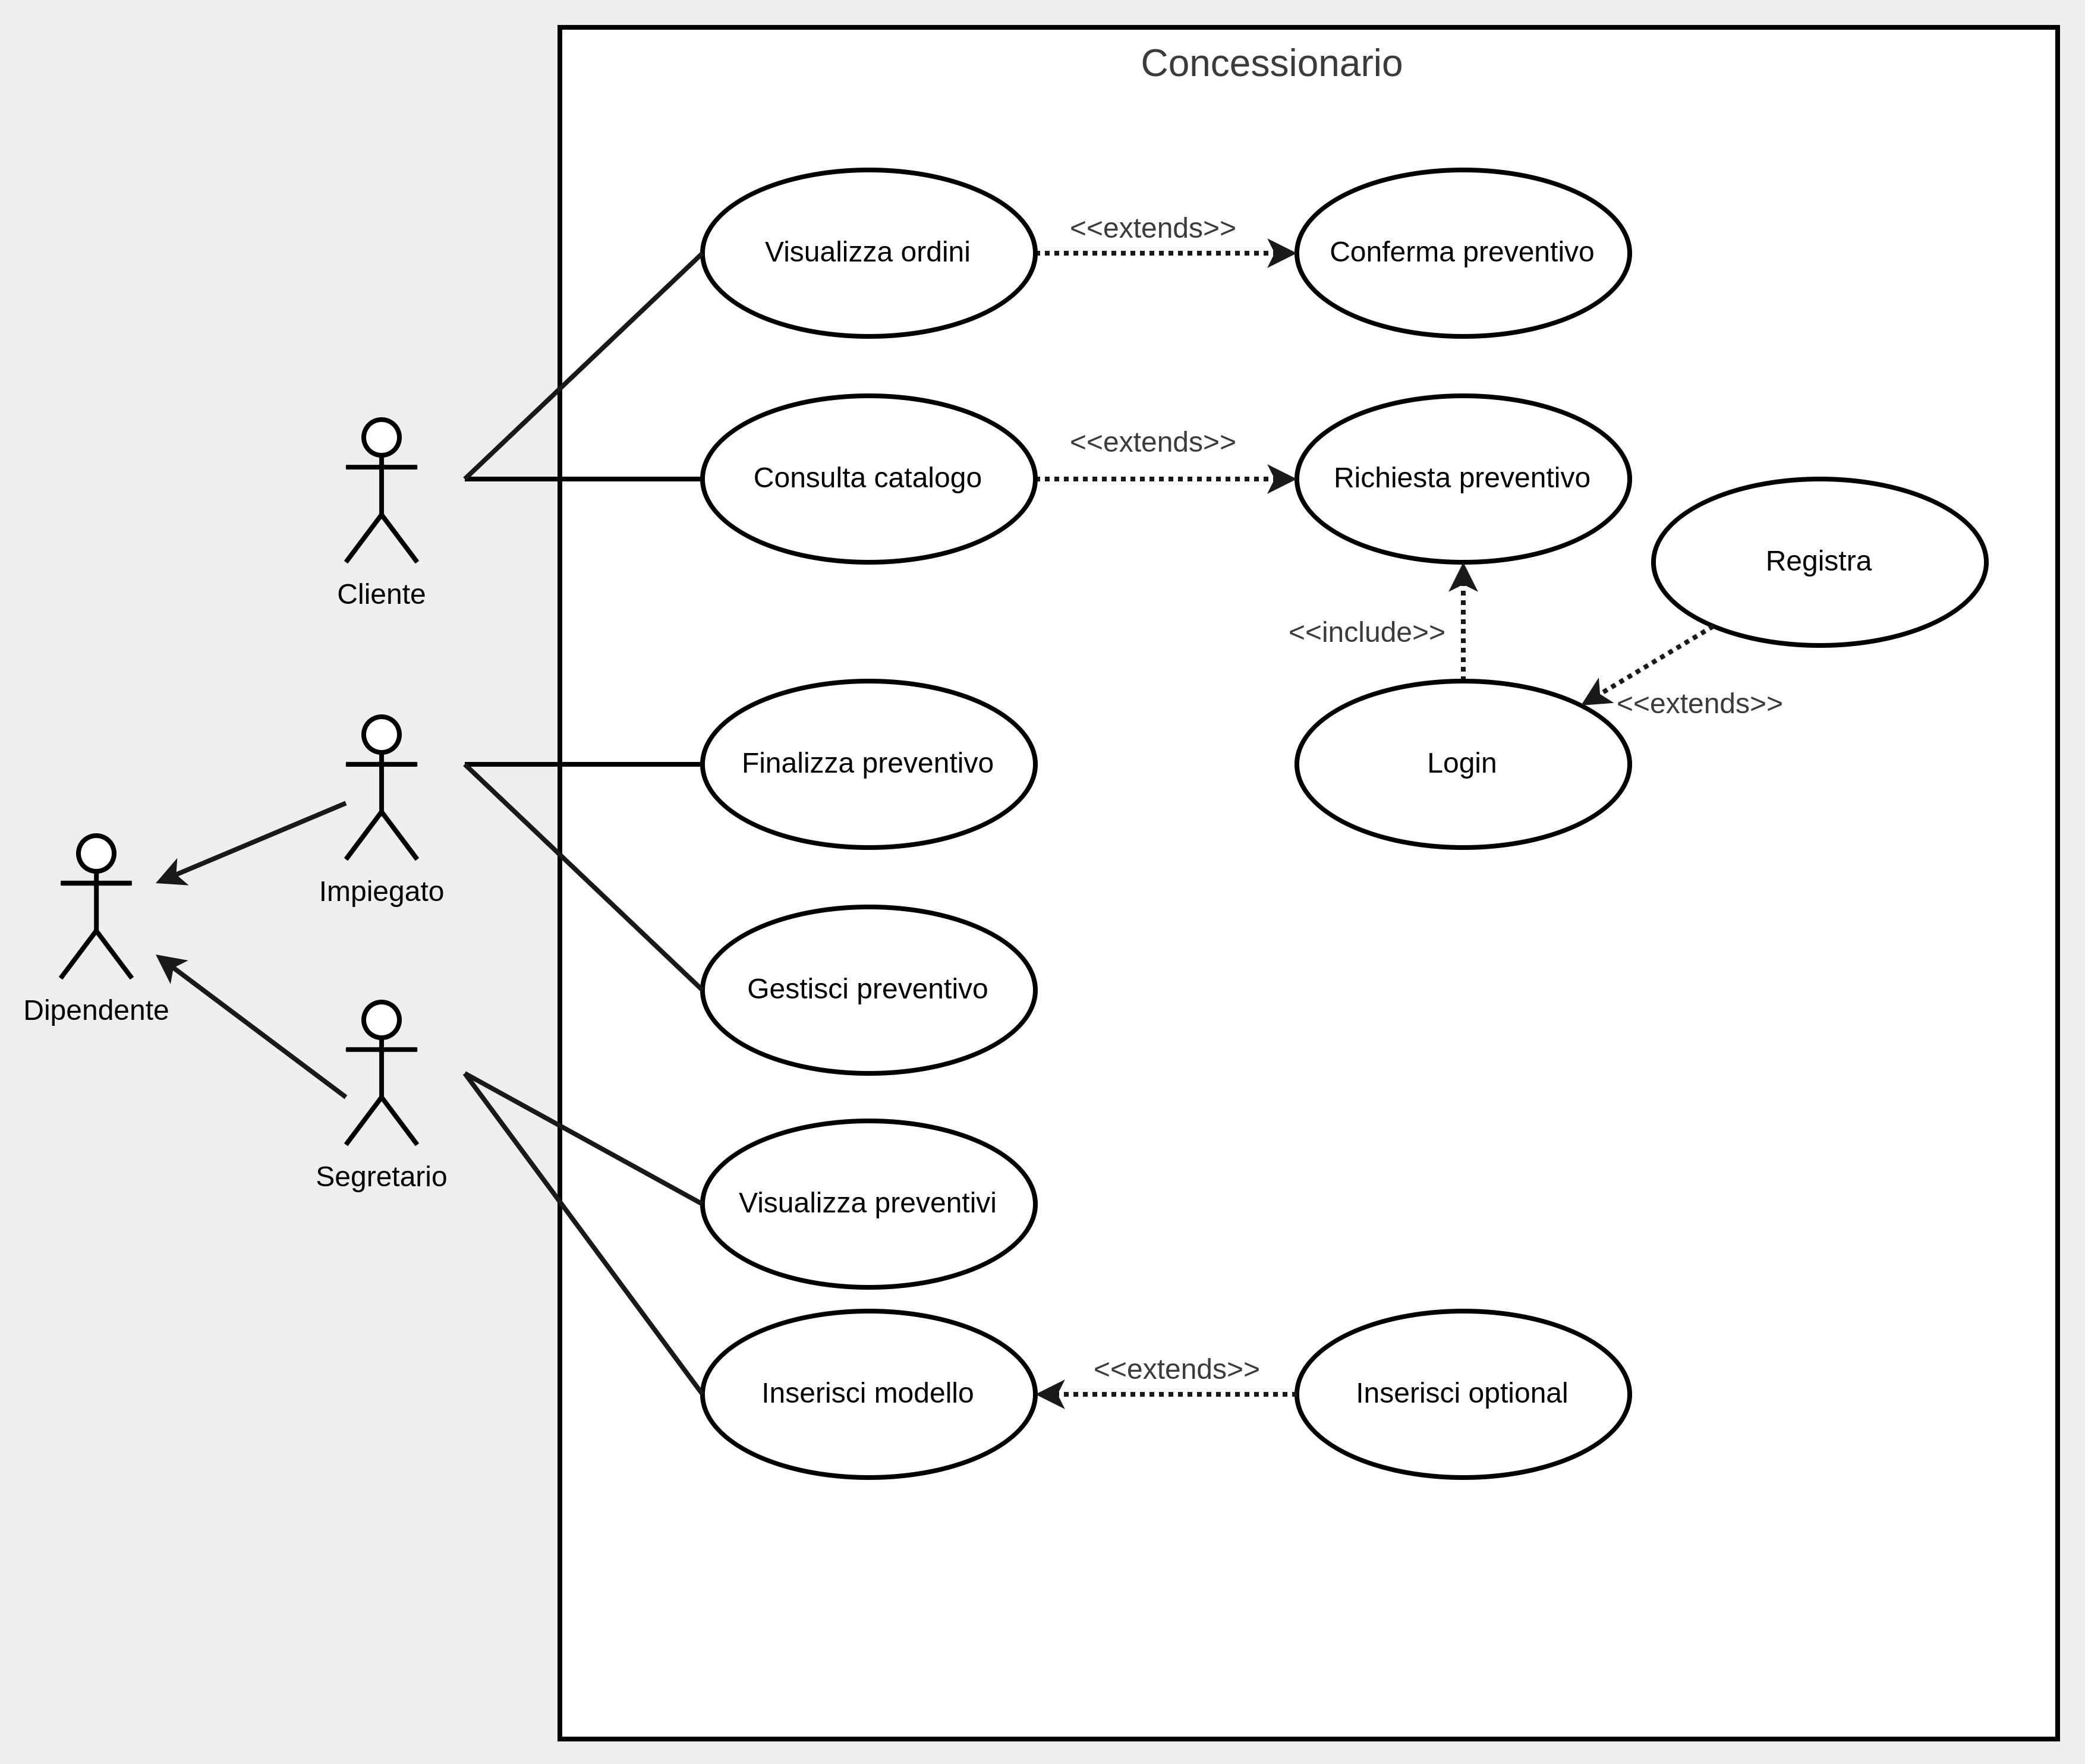 Concessionario
Visualizza ordini
<<extends>>
Conferma preventivo
Consulta catalogo
<<extends>>
Richiesta preventivo
Registra
Cliente
<<include>>
<<extends>>
Finalizza preventivo
Login
Impiegato
Dipendente
Gestisci preventivo
Segretario
Visualizza preventivi
Inserisci modello
<<extends>>
Inserisci optional